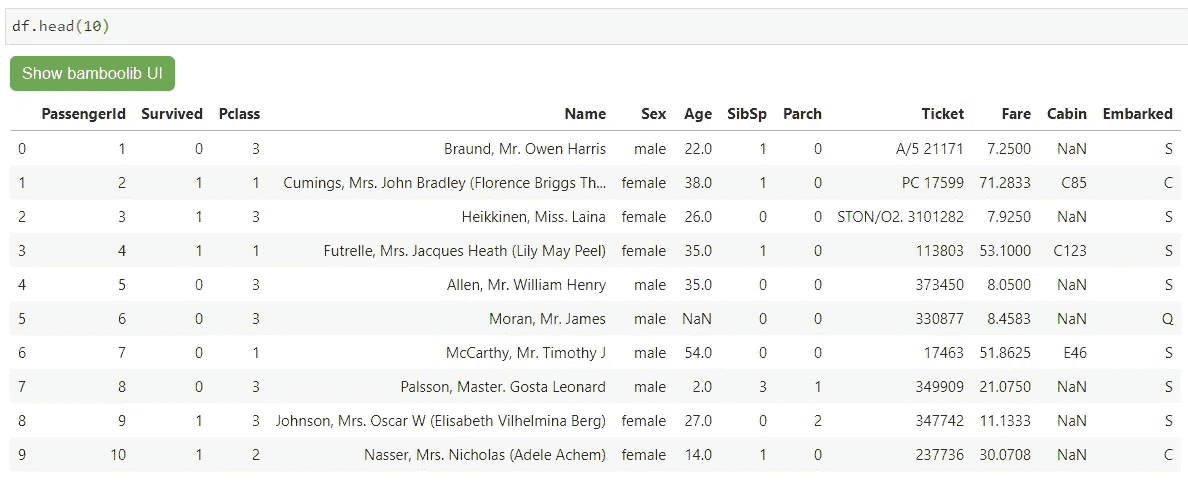 df.head(10)
Show bamboolib UI
PassengerId Survived Pclass Name Sex Age SibSp Parch Ticket Fare Cabin Embarked
0 1 0 3 Braund, Mr. Owen Harris male 22.0 1 0 A/5 21171 7.2500 NaN S
1 2 1 1 Cumings, Mrs. John Bradley (Florence Briggs Th... female 38.0 1 0 PC 17599 71.2833 C85 C
2 3 1 3 Heikkinen, Miss. Laina female 26.0 0 0 STON/O2. 3101282 7.9250 NaN S
3 4 1 1 Futrelle, Mrs. Jacques Heath (Lily May Peel) female 35.0 1 0 113803 53.1000 C123 S
4 5 0 3 Allen, Mr. William Henry male 35.0 0 0 373450 8.0500 NaN S
5 6 0 3 Moran, Mr. James male NaN 0 0 330877 8.4583 NaN Q
6 7 0 1 McCarthy, Mr. Timothy J male 54.0 0 0 17463 51.8625 E46 S
7 8 0 3 Palsson, Master. Gosta Leonard male 2.0 3 1 349909 21.0750 NaN S
8 9 1 3 Johnson, Mrs. Oscar W (Elisabeth Vilhelmina Berg) female 27.0 0 2 347742 11.1333 NaN S
9 10 1 2 Nasser, Mrs. Nicholas (Adele Achem) female 14.0 1 0 237736 30.0708 NaN C